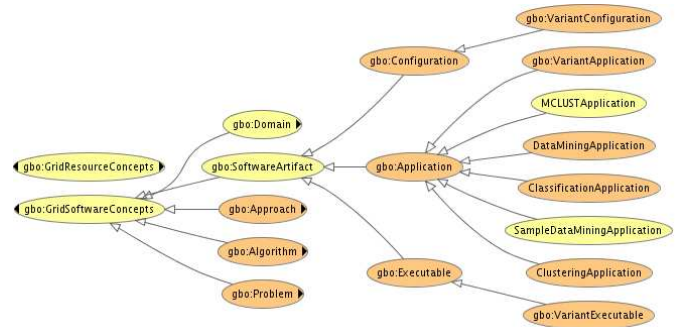 gbo:VariantConfiguration
gbo:Configuration
gbo:VariantApplication
MCLUSTApplication
gbo:Domain
DataMiningApplication
gbo:GridResourceConcepts
gbo:SoftwareArtifact
gbo:Application
ClassificationApplication
gbo:GridSoftwareConcepts
gbo:Approach
SampleDataMiningApplication
gbo:Algorithm
gbo:Executable
ClusteringApplication
gbo:Problem
gbo:VariantExecutable